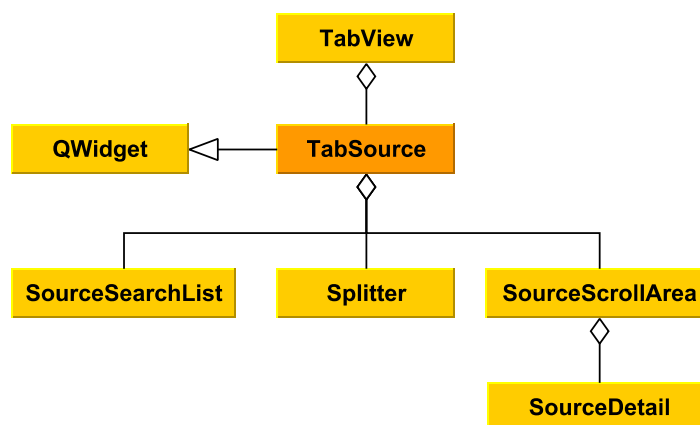 TabView
QWidget
TabSource
SourceSearchList
Splitter
SourceScrollArea
SourceDetail